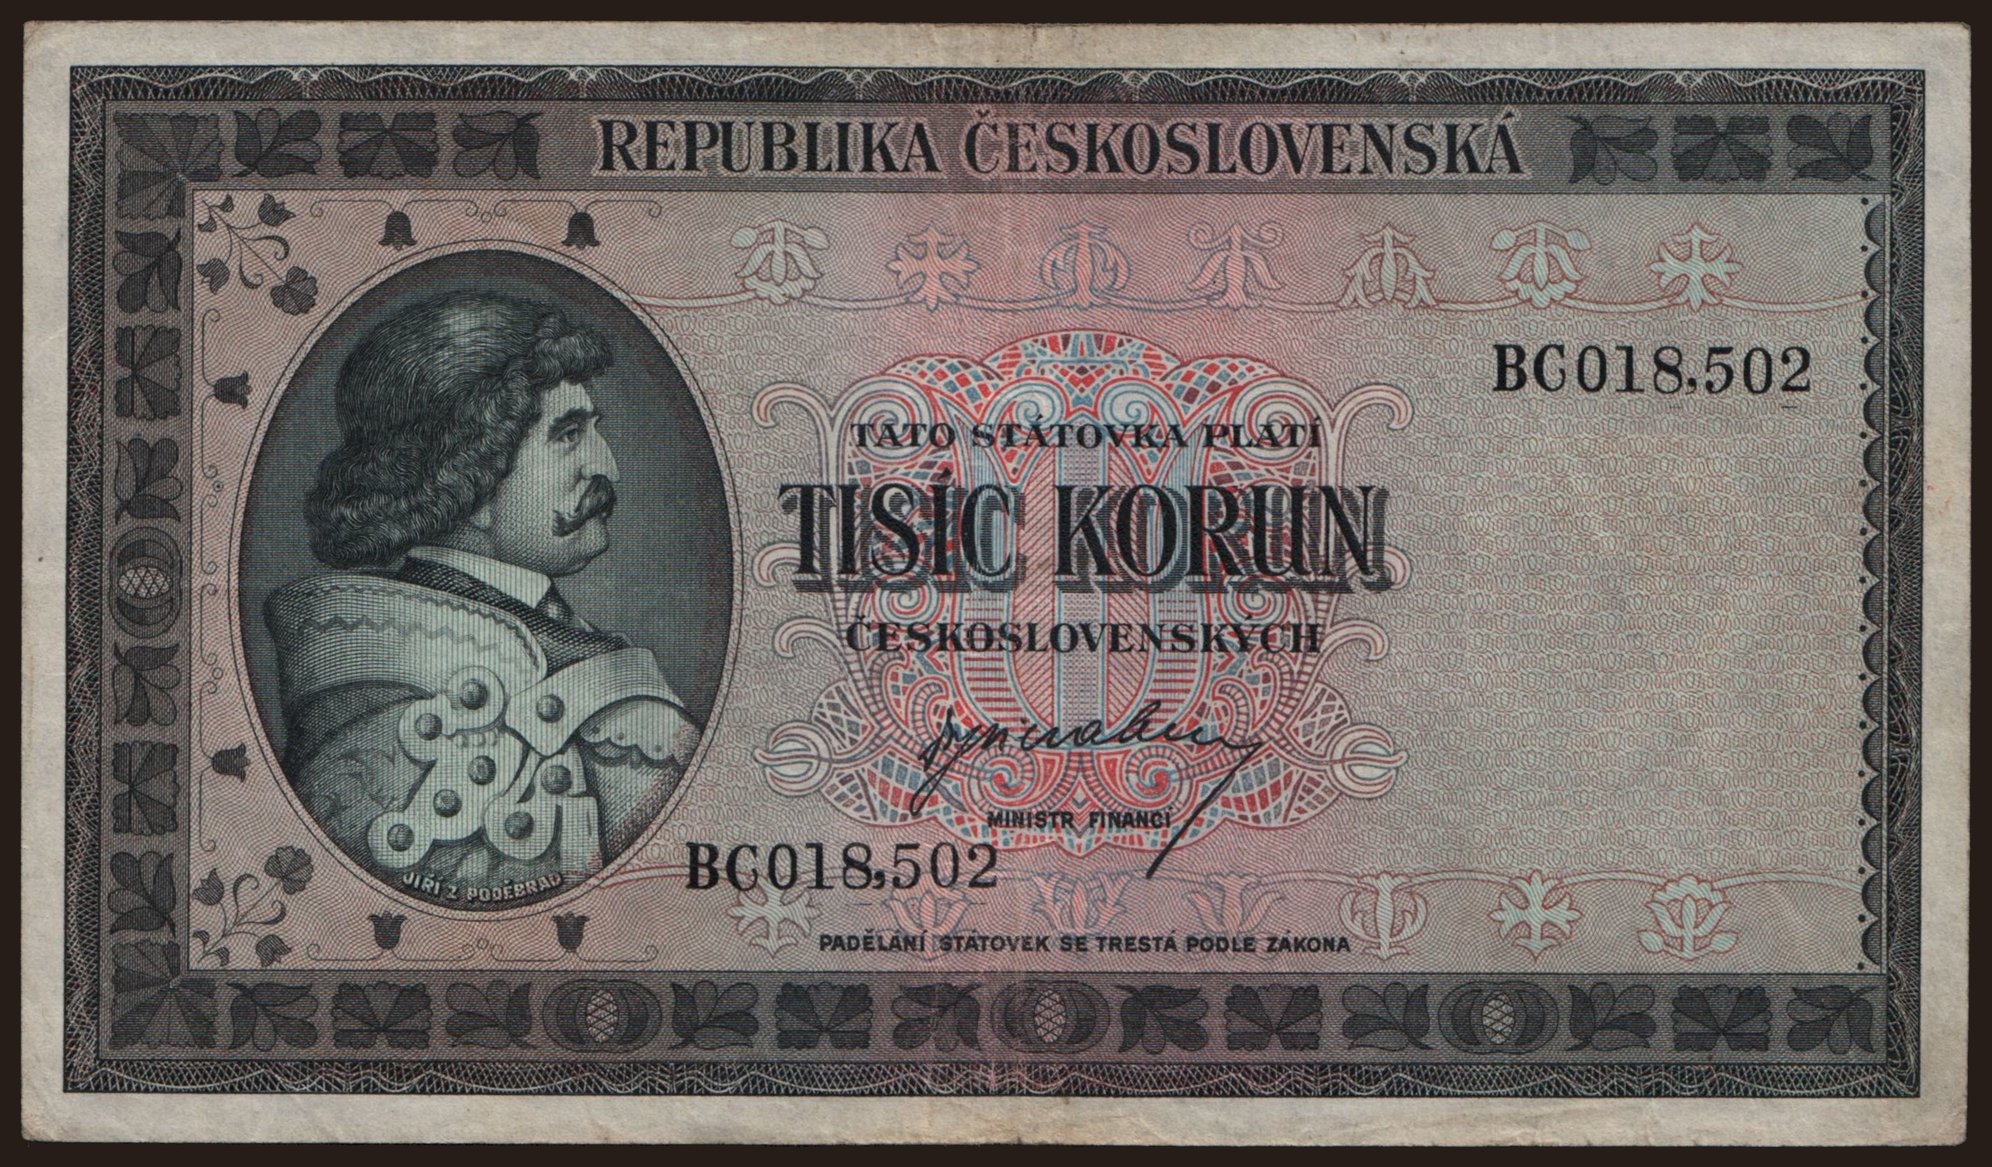 REPUBLIKA ČESKOSLOVENSKÁ
BC018,502
TATO STÁTOVKA PLATÍ
TISÍC KORUN
ČESKOSLOVENSKÝCH
MINISTR FINANCÍ
BC018,502
JIŘÍ Z PODĚBRAD
PADĚLÁNÍ STÁTOVEK SE TRESTÁ PODLE ZÁKONA